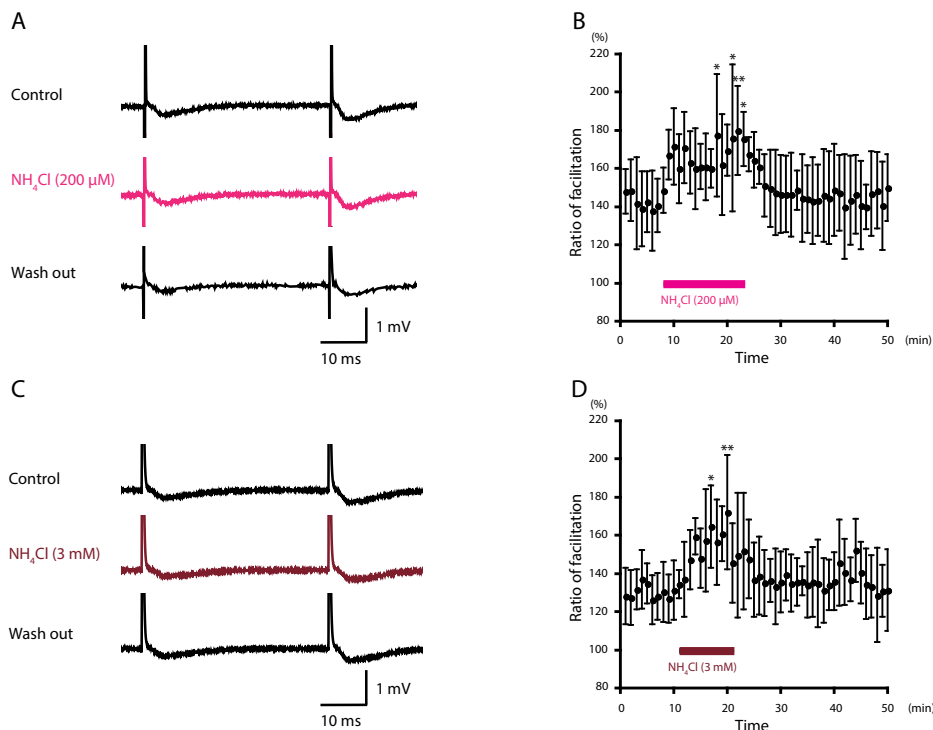 A
Control
NH₄Cl (200 µM)
Wash out
1 mV
10 ms
B
(%)
220
200
180
160
140
120
100
80
Ratio of facilitation
*
*
**
*
NH₄Cl (200 µM)
0 10 20 30 40 50 (min)
Time
C
Control
NH₄Cl (3 mM)
Wash out
1 mV
10 ms
D
(%)
220
200
180
160
140
120
100
80
Ratio of facilitation
*
**
NH₄Cl (3 mM)
0 10 20 30 40 50 (min)
Time